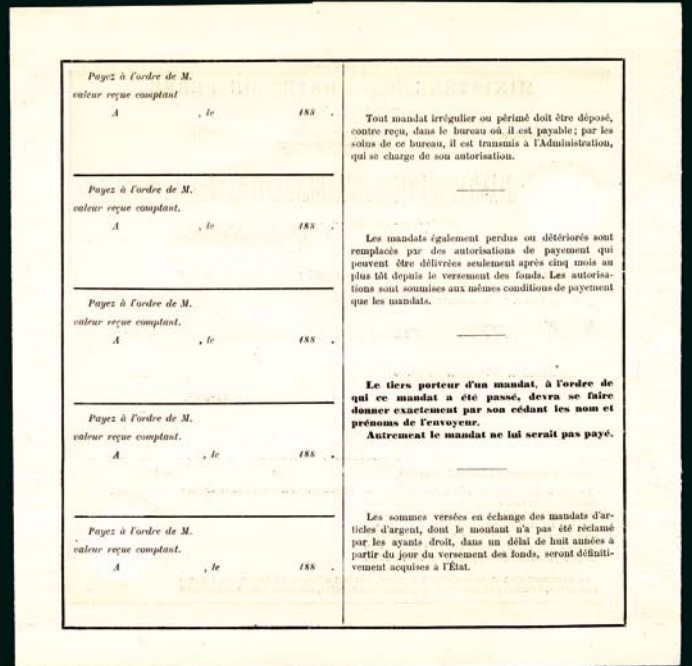 Payez à l'ordre de M.
valeur reçue comptant
A , le 188 .
Payez à l'ordre de M.
valeur reçue comptant.
A , le 188 .
Payez à l'ordre de M.
valeur reçue comptant.
A , le 188 .
Payez à l'ordre de M.
valeur reçue comptant.
A , le 188 .
Payez à l'ordre de M.
valeur reçue comptant.
A , le 188 .
Tout mandat irrégulier ou périmé doit être déposé,
contre reçu, dans le bureau où il est payable; par les
soins de ce bureau, il est transmis à l'Administration,
qui se charge de son autorisation.
Les mandats également perdus ou détériorés sont
remplacés par des autorisations de payement qui
peuvent être délivrées seulement après cinq mois au
plus tôt depuis le versement des fonds. Les autorisa-
tions sont soumises aux mêmes conditions de payement
que les mandats.
Le tiers porteur d'un mandat, à l'ordre de
qui ce mandat a été passé, devra se faire
donner exactement par son cédant les nom et
prénoms de l'envoyeur.
Autrement le mandat ne lui serait pas payé.
Les sommes versées en échange des mandats d'ar-
ticles d'argent, dont le montant n'a pas été réclamé
par les ayants droit, dans un délai de huit années à
partir du jour du versement des fonds, seront définiti-
vement acquises à l'État.